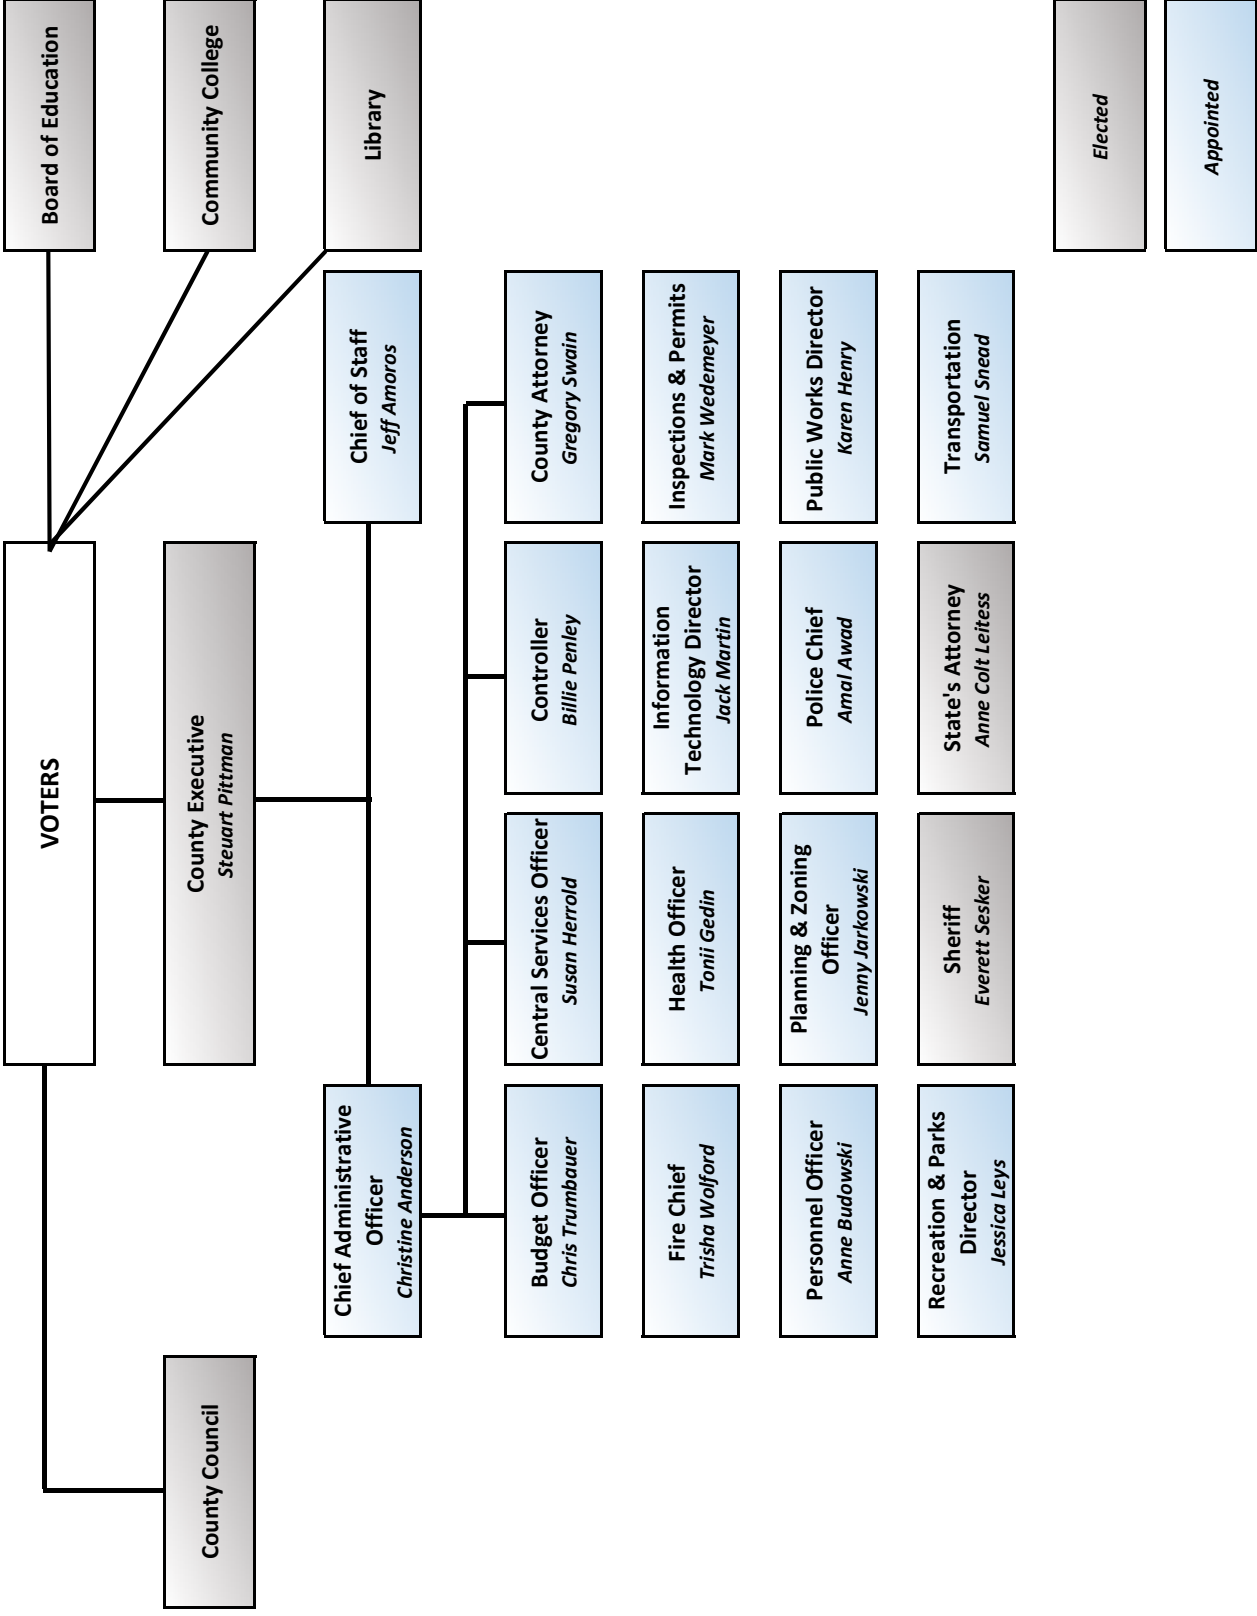 VOTERS
Board of Education
County Council
County Executive
Steuart Pittman
Community College
Chief Administrative
Officer
Christine Anderson
Chief of Staff
Jeff Amoros
Library
Budget Officer
Chris Trumbauer
Central Services Officer
Susan Herrold
Controller
Billie Penley
County Attorney
Gregory Swain
Fire Chief
Trisha Wolford
Health Officer
Tonii Gedin
Information
Technology Director
Jack Martin
Inspections & Permits
Mark Wedemeyer
Personnel Officer
Anne Budowski
Planning & Zoning
Officer
Jenny Jarkowski
Police Chief
Amal Awad
Public Works Director
Karen Henry
Recreation & Parks
Director
Jessica Leys
Sheriff
Everett Sesker
State's Attorney
Anne Colt Leitess
Transportation
Samuel Snead
Elected
Appointed